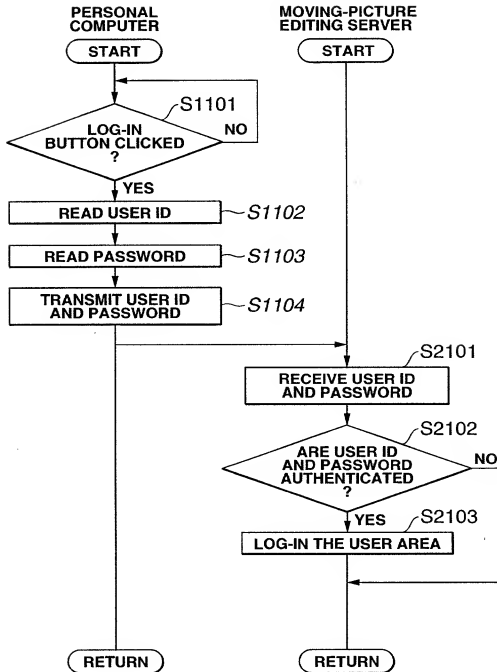 PERSONAL
COMPUTER
START
S1101
LOG-IN
BUTTON CLICKED
?
NO
YES
READ USER ID
S1102
READ PASSWORD
S1103
TRANSMIT USER ID
AND PASSWORD
S1104
RETURN
MOVING-PICTURE
EDITING SERVER
START
S2101
RECEIVE USER ID
AND PASSWORD
S2102
ARE USER ID
AND PASSWORD
AUTHENTICATED
?
NO
YES
S2103
LOG-IN THE USER AREA
RETURN